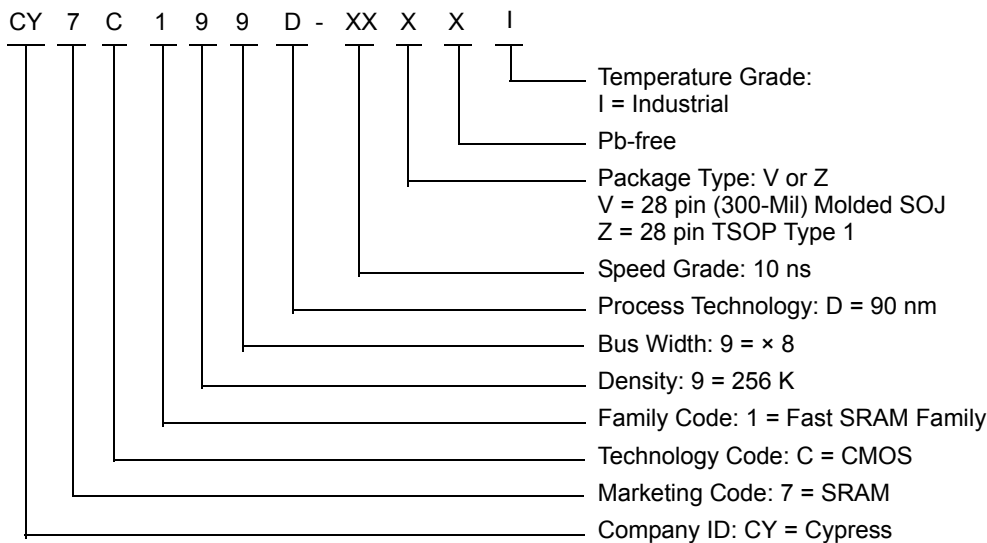 CY 7 C 1 9 9 D - XX X X I
Temperature Grade:
I = Industrial
Pb-free
Package Type: V or Z
V = 28 pin (300-Mil) Molded SOJ
Z = 28 pin TSOP Type 1
Speed Grade: 10 ns
Process Technology: D = 90 nm
Bus Width: 9 = × 8
Density: 9 = 256 K
Family Code: 1 = Fast SRAM Family
Technology Code: C = CMOS
Marketing Code: 7 = SRAM
Company ID: CY = Cypress